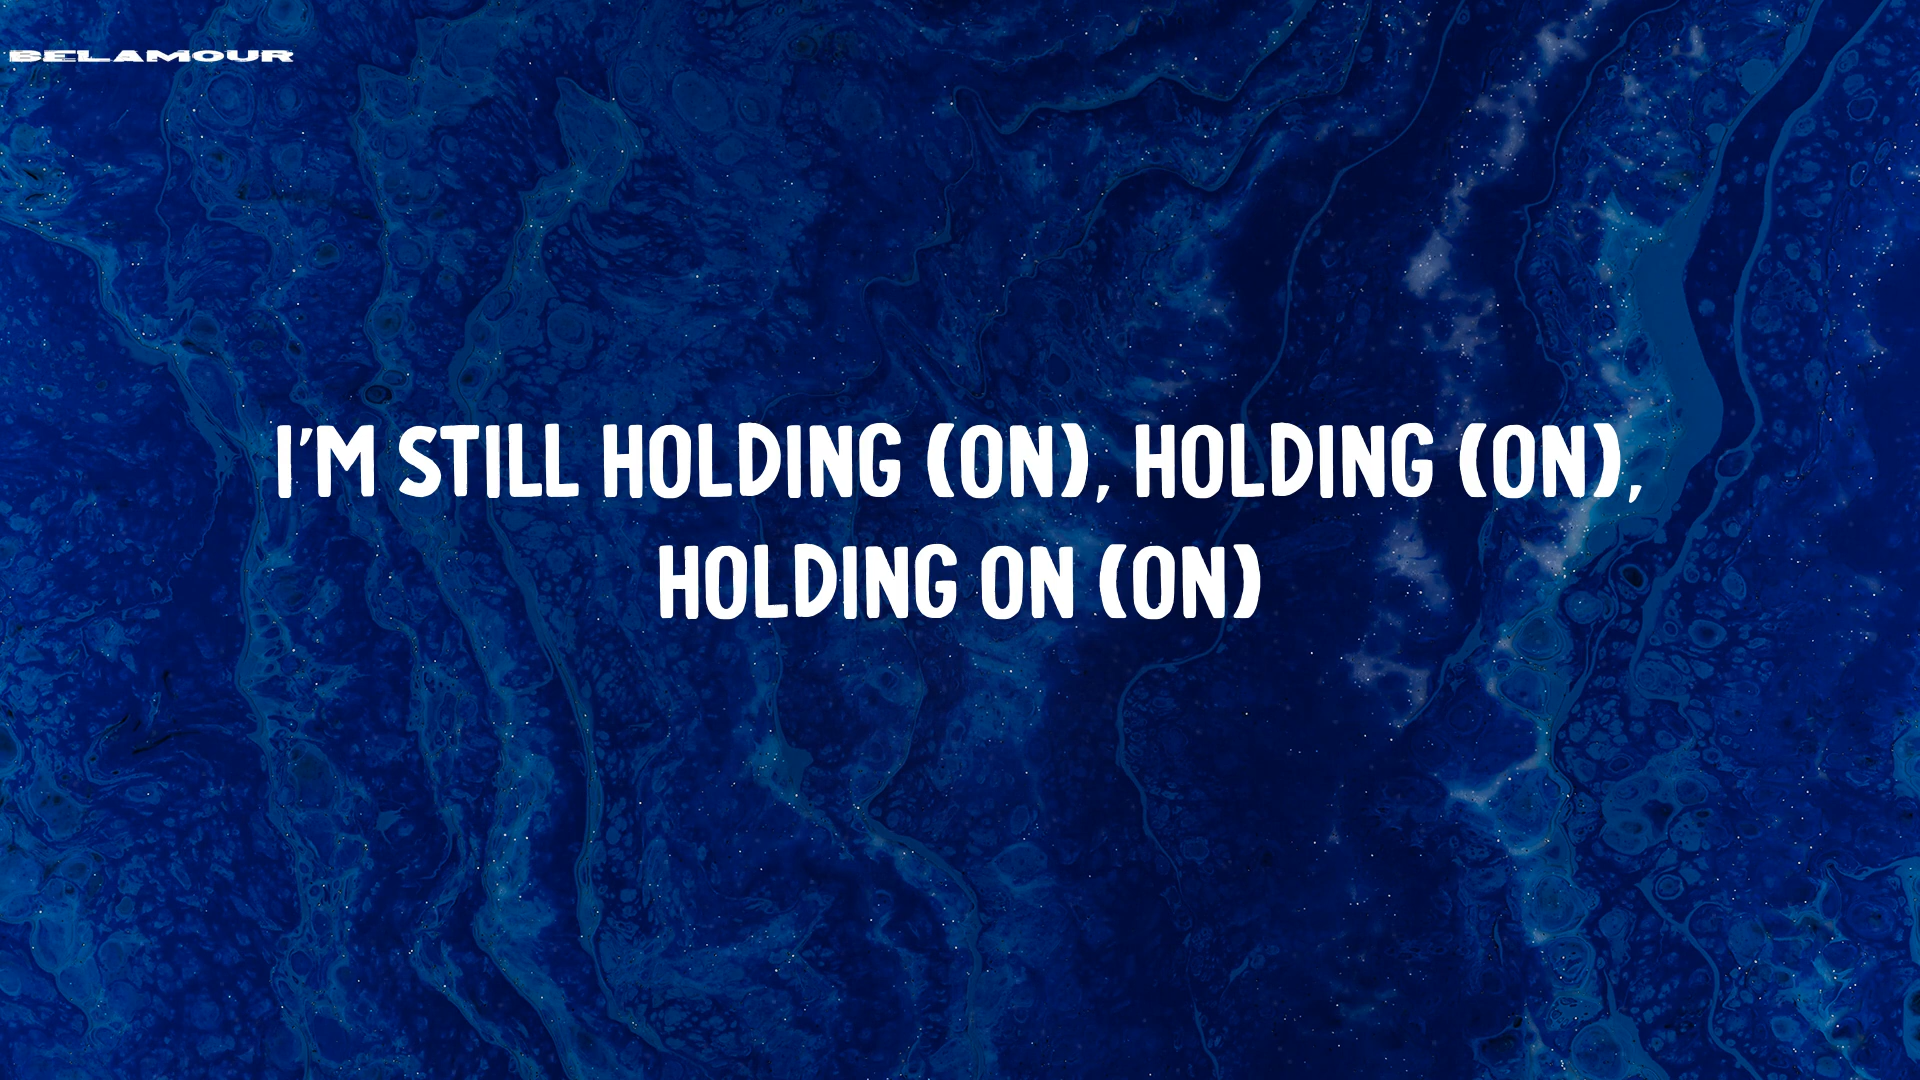 BELAMOUR
I'M STILL HOLDING (ON), HOLDING (ON),
HOLDING ON (ON)